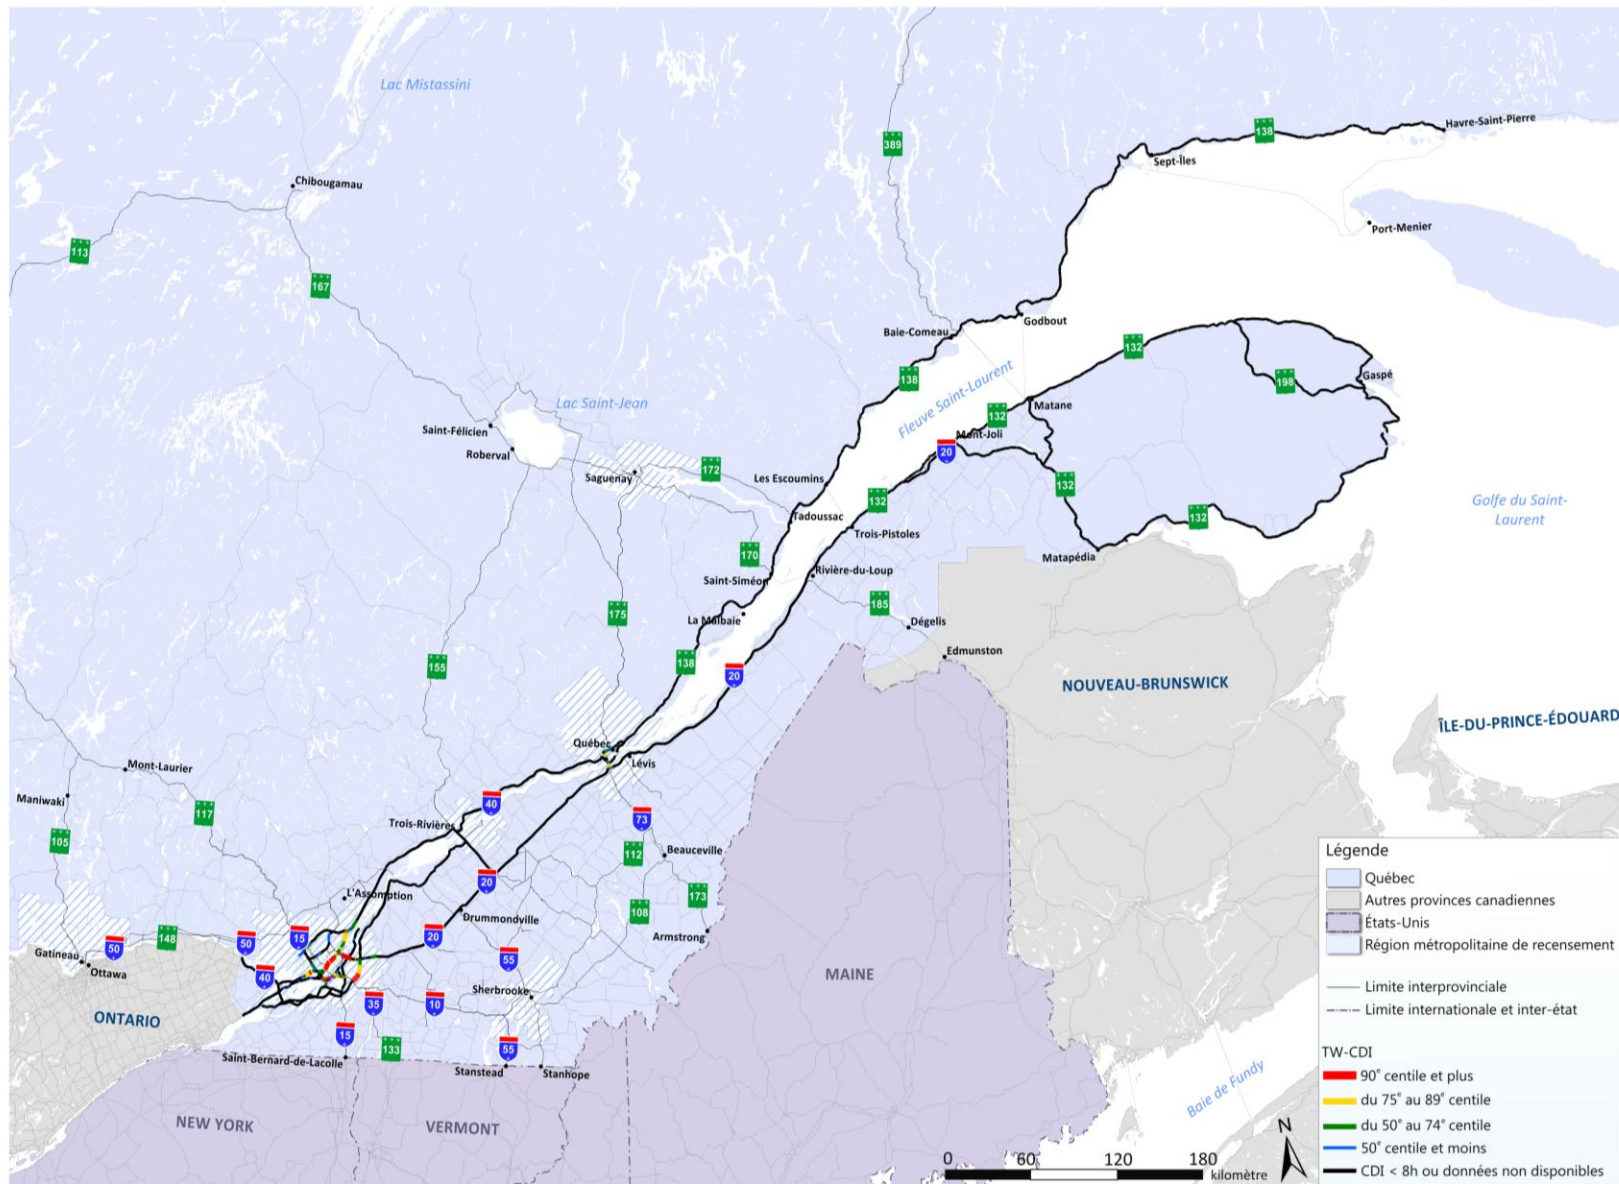 Lac Mistassini
389
138
Havre-Saint-Pierre
Sept-Îles
Chibougamau
Port-Menier
113
167
Godbout
Baie-Comeau
132
138
198
Gaspé
Fleuve Saint-Laurent
Lac Saint-Jean
Matane
132
Saint-Félicien
Mont-Joli
20
Roberval
172
Saguenay
Les Escoumins
132
132
Golfe du Saint-
Laurent
Tadoussac
132
Trois-Pistoles
170
Matapédia
Saint-Siméon
Rivière-du-Loup
175
185
La Malbaie
Dégelis
Edmunston
155
138
20
NOUVEAU-BRUNSWICK
ÎLE-DU-PRINCE-ÉDOUARD
Québec
Lévis
Mont-Laurier
Maniwaki
40
117
Trois-Rivières
73
105
112
Beauceville
20
L'Assomption
173
108
Drummondville
Armstrong
148
50
15
20
50
Gatineau
Ottawa
40
55
MAINE
Sherbrooke
35
10
ONTARIO
15
133
55
Saint-Bernard-de-Lacolle
Stanstead
Stanhope
Baie de Fundy
NEW YORK
VERMONT
Légende
Québec
Autres provinces canadiennes
États-Unis
Région métropolitaine de recensement
Limite interprovinciale
Limite internationale et inter-état
TW-CDI
90e centile et plus
du 75e au 89e centile
du 50e au 74e centile
50e centile et moins
CDI < 8h ou données non disponibles
N
0 60 120 180
kilomètre